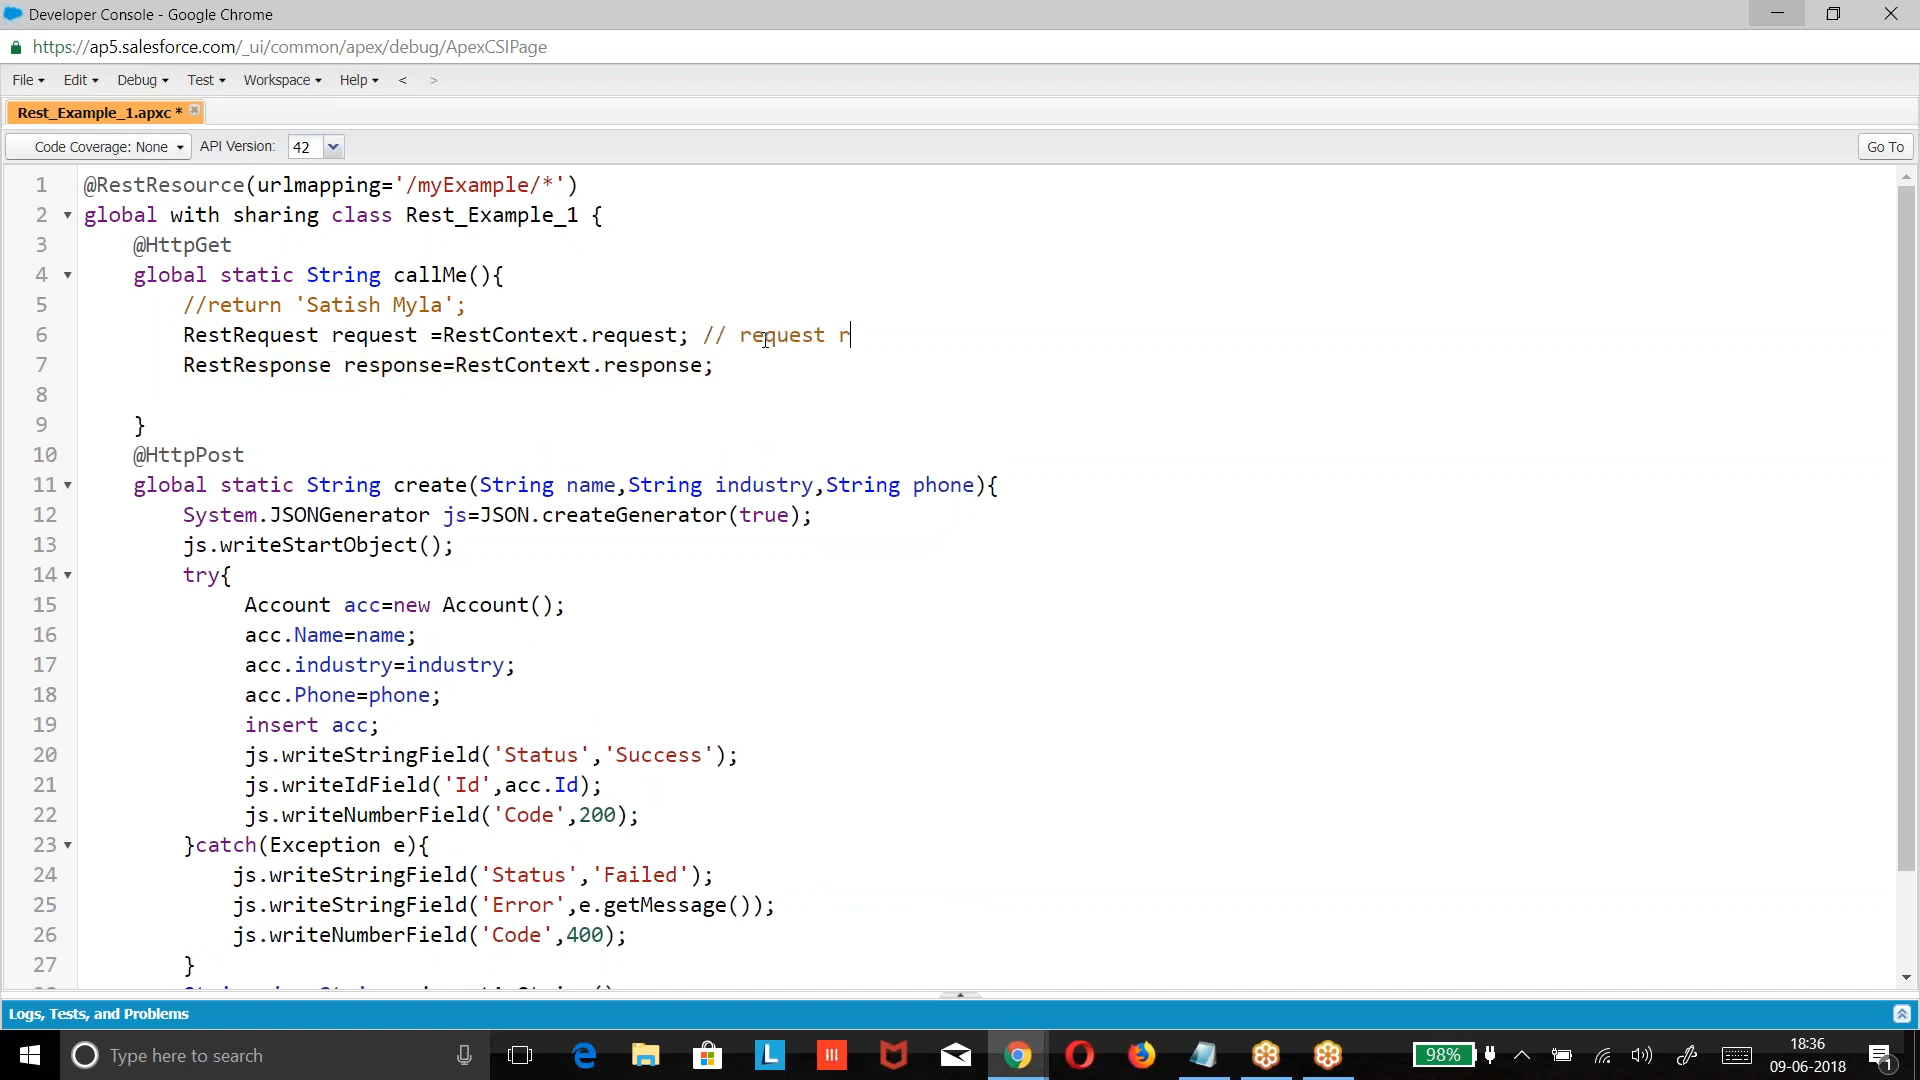 Developer Console - Google Chrome
https://ap5.salesforce.com/_ui/common/apex/debug/ApexCSIPage
File Edit Debug Test Workspace Help < >
Rest_Example_1.apxc *
Code Coverage: None API Version: 42 Go To
1 @RestResource(urlmapping='/myExample/*')
2 global with sharing class Rest_Example_1 {
3 @HttpGet
4 global static String callMe(){
5 //return 'Satish Myla';
6 RestRequest request =RestContext.request; // request r
7 RestResponse response=RestContext.response;
8
9 }
10 @HttpPost
11 global static String create(String name,String industry,String phone){
12 System.JSONGenerator js=JSON.createGenerator(true);
13 js.writeStartObject();
14 try{
15 Account acc=new Account();
16 acc.Name=name;
17 acc.industry=industry;
18 acc.Phone=phone;
19 insert acc;
20 js.writeStringField('Status','Success');
21 js.writeIdField('Id',acc.Id);
22 js.writeNumberField('Code',200);
23 }catch(Exception e){
24 js.writeStringField('Status','Failed');
25 js.writeStringField('Error',e.getMessage());
26 js.writeNumberField('Code',400);
27 }
Logs, Tests, and Problems
Type here to search
98%
18:36
09-06-2018
1